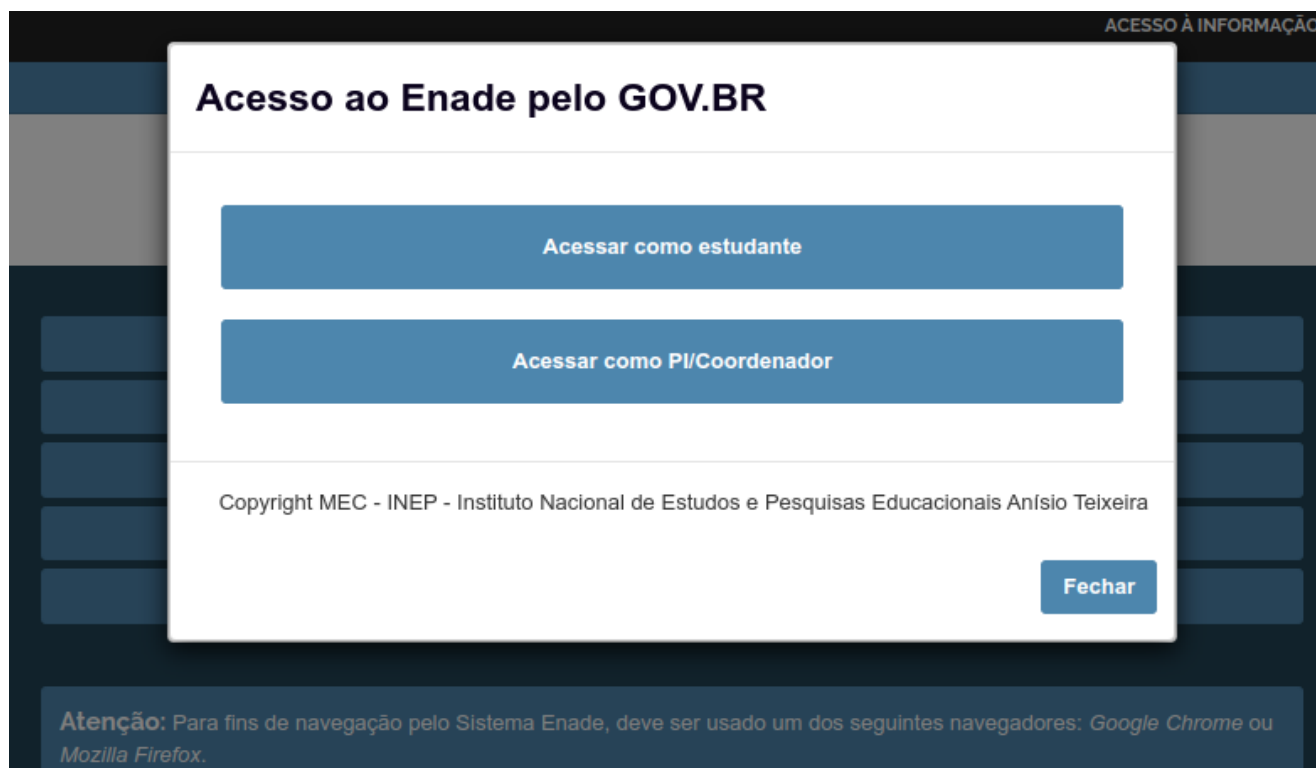 ACESSO À INFORMAÇÃO
Acesso ao Enade pelo GOV.BR
Acessar como estudante
Acessar como PI/Coordenador
Copyright MEC - INEP - Instituto Nacional de Estudos e Pesquisas Educacionais Anísio Teixeira
Fechar
Atenção: Para fins de navegação pelo Sistema Enade, deve ser usado um dos seguintes navegadores: Google Chrome ou
Mozilla Firefox.